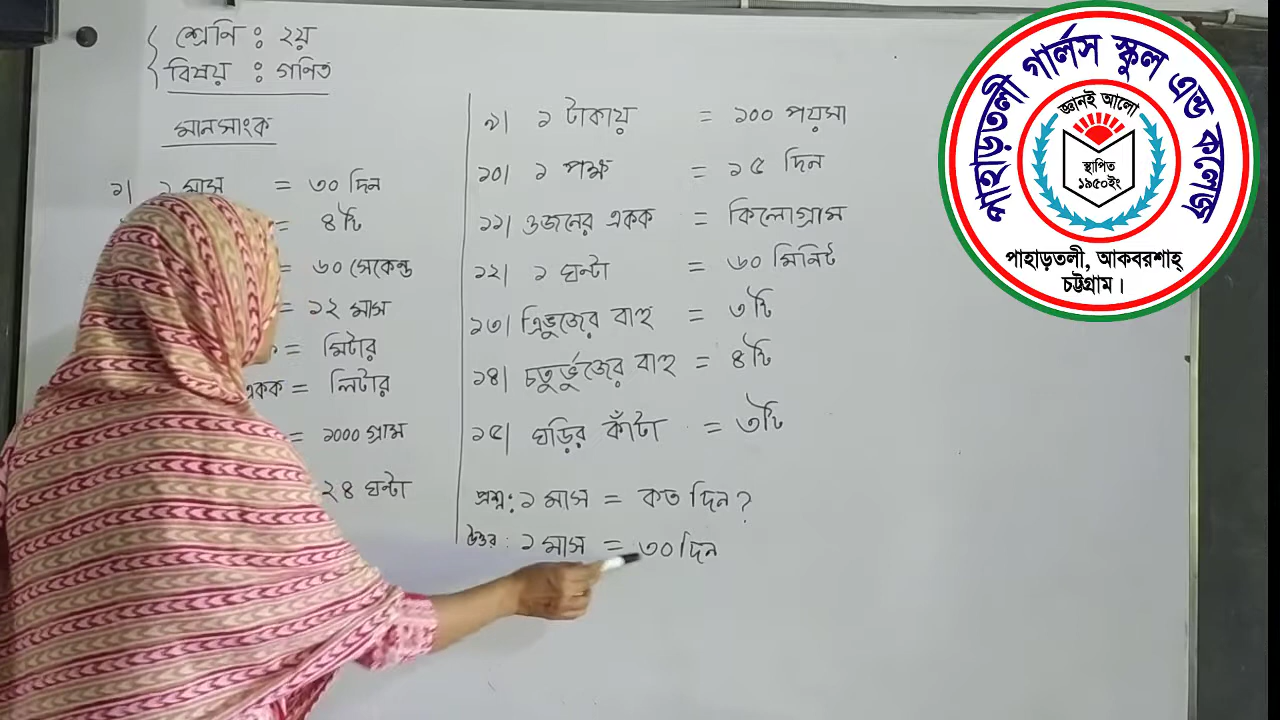 শ্রেণি : ২য়
বিষয় : গণিত
মানসাংক
১। ১ মাস = ৩০ দিন
= ৪টি
= ৬০ সেকেন্ড
= ১২ মাস
ক = মিটার
একক = লিটার
= ১০০০ গ্রাম
২৪ ঘন্টা
৯। ১ টাকায় = ১০০ পয়সা
১০। ১ পক্ষ = ১৫ দিন
১১। ওজনের একক = কিলোগ্রাম
১২। ১ ঘন্টা = ৬০ মিনিট
১৩। ত্রিভুজের বাহু = ৩টি
১৪। চতুর্ভুজের বাহু = ৪টি
১৫। ঘড়ির কাঁটা = ৩টি
প্রশ্ন: ১ মাস = কত দিন?
উত্তর: ১ মাস = ৩০ দিন
পাহাড়তলী গার্লস স্কুল এন্ড কলেজ
জ্ঞানই আলো
স্থাপিত
১৯৫০ইং
পাহাড়তলী, আকবরশাহ্
চট্টগ্রাম।